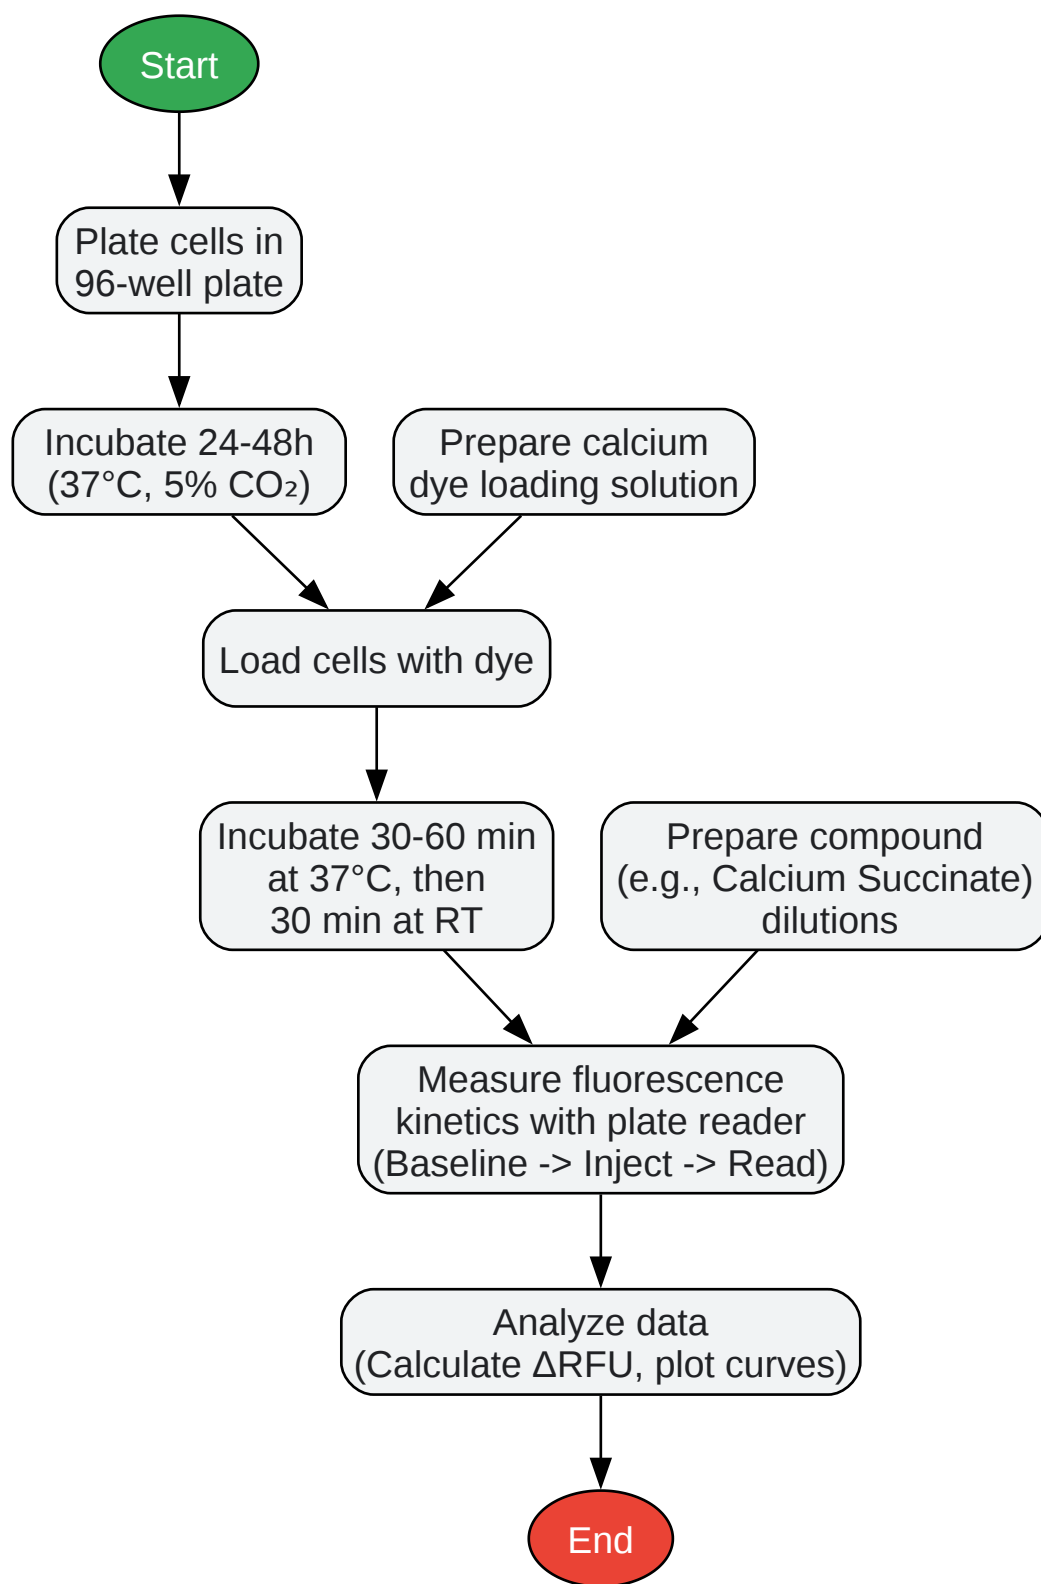 Start
Plate cells in
96-well plate
Incubate 24-48h
(37°C, 5% CO₂)
Prepare calcium
dye loading solution
Load cells with dye
Incubate 30-60 min
at 37°C, then
30 min at RT
Prepare compound
(e.g., Calcium Succinate)
dilutions
Measure fluorescence
kinetics with plate reader
(Baseline -> Inject -> Read)
Analyze data
(Calculate ΔRFU, plot curves)
End